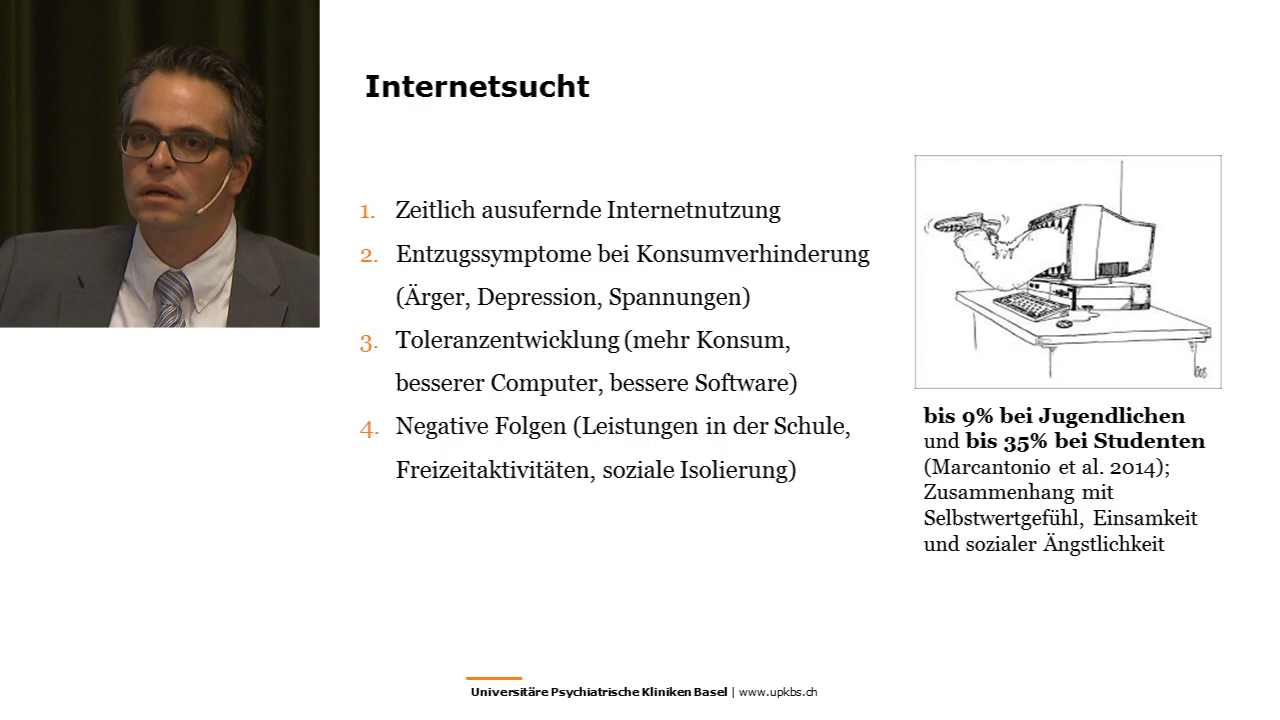 Internetsucht
1. Zeitlich ausufernde Internetnutzung
2. Entzugssymptome bei Konsumverhinderung
(Ärger, Depression, Spannungen)
3. Toleranzentwicklung (mehr Konsum,
besserer Computer, bessere Software)
4. Negative Folgen (Leistungen in der Schule,
Freizeitaktivitäten, soziale Isolierung)
bis 9% bei Jugendlichen
und bis 35% bei Studenten
(Marcantonio et al. 2014);
Zusammenhang mit
Selbstwertgefühl, Einsamkeit
und sozialer Ängstlichkeit
Universitäre Psychiatrische Kliniken Basel | www.upkbs.ch